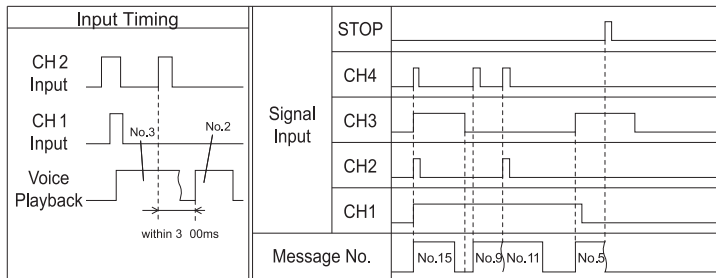 Input Timing
CH 2
Input
CH 1
Input
No.3
No.2
Voice
Playback
within 3 00ms
Signal
Input
STOP
CH4
CH3
CH2
CH1
Message No.
No.15
No.9
No.11
No.5